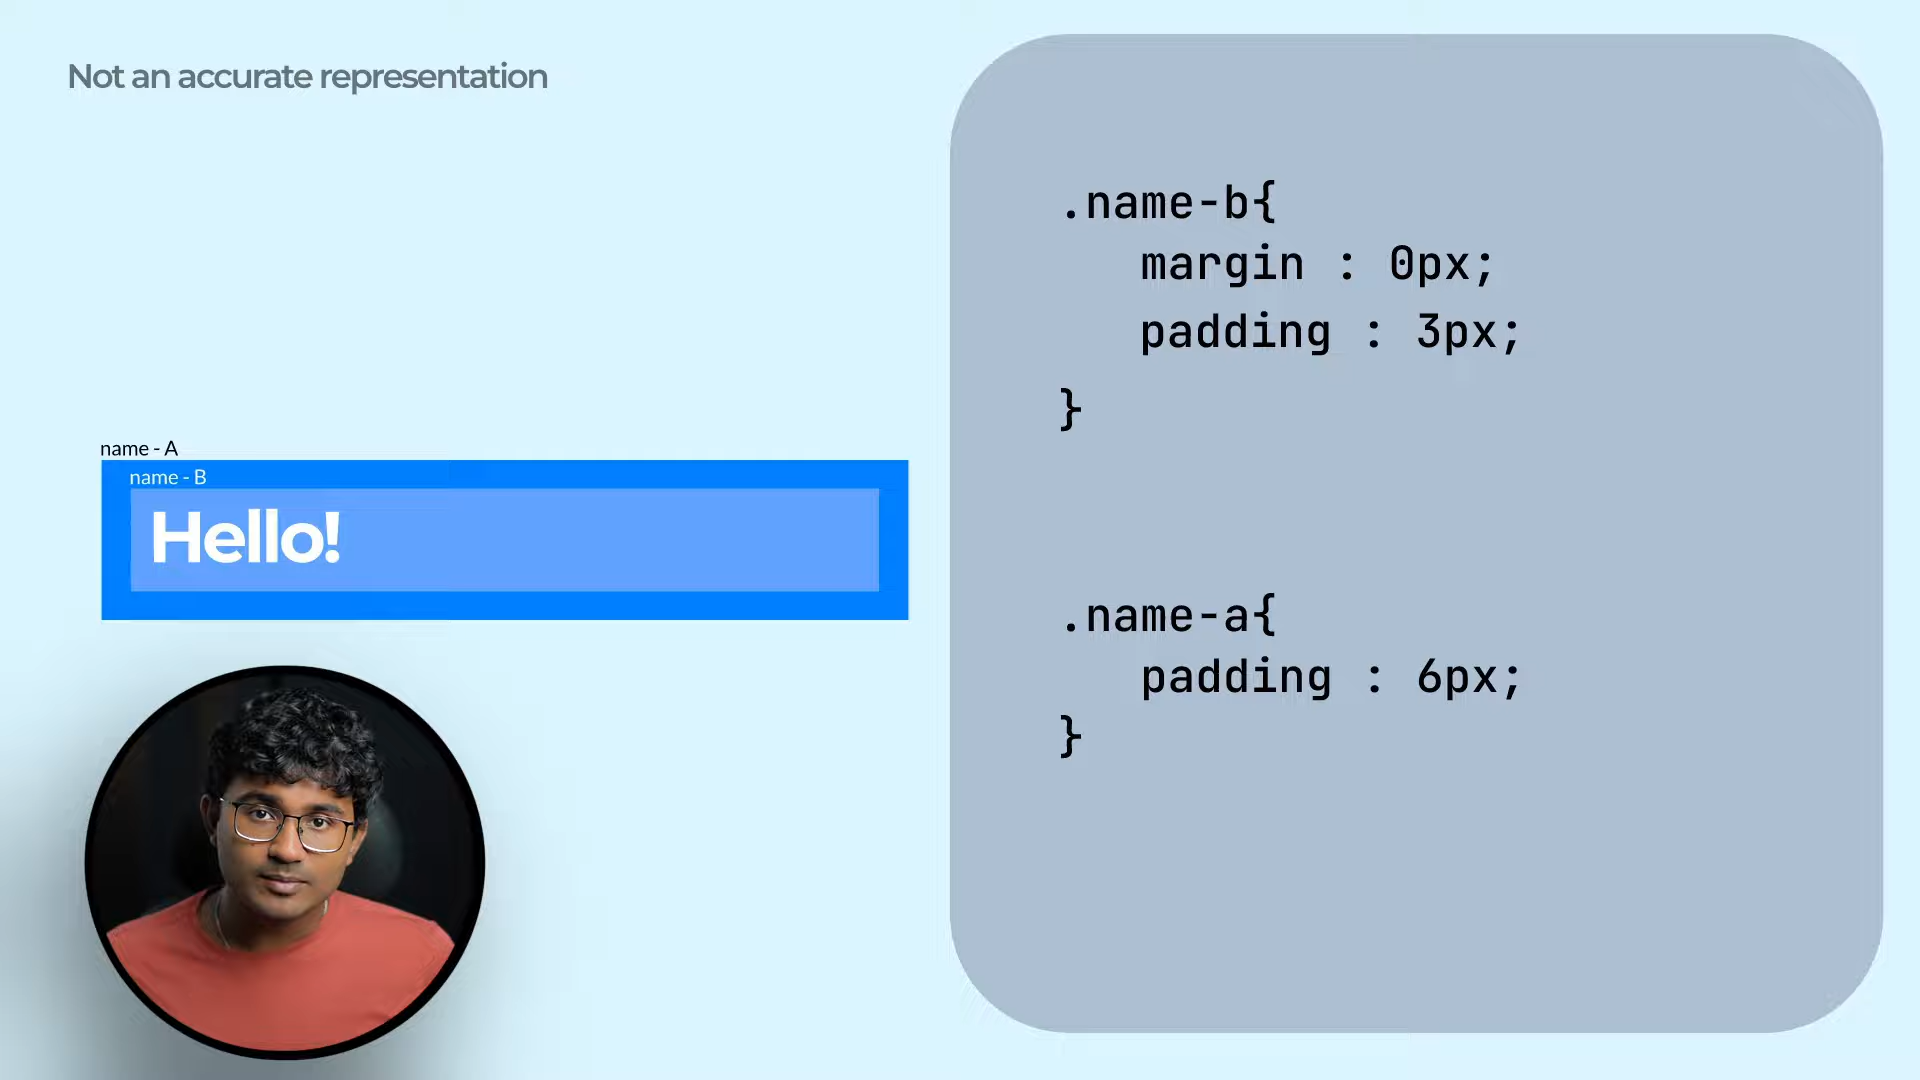 Not an accurate representation
name - A
name - B
Hello!
.name-b{
margin : 0px;
padding : 3px;
}
.name-a{
padding : 6px;
}